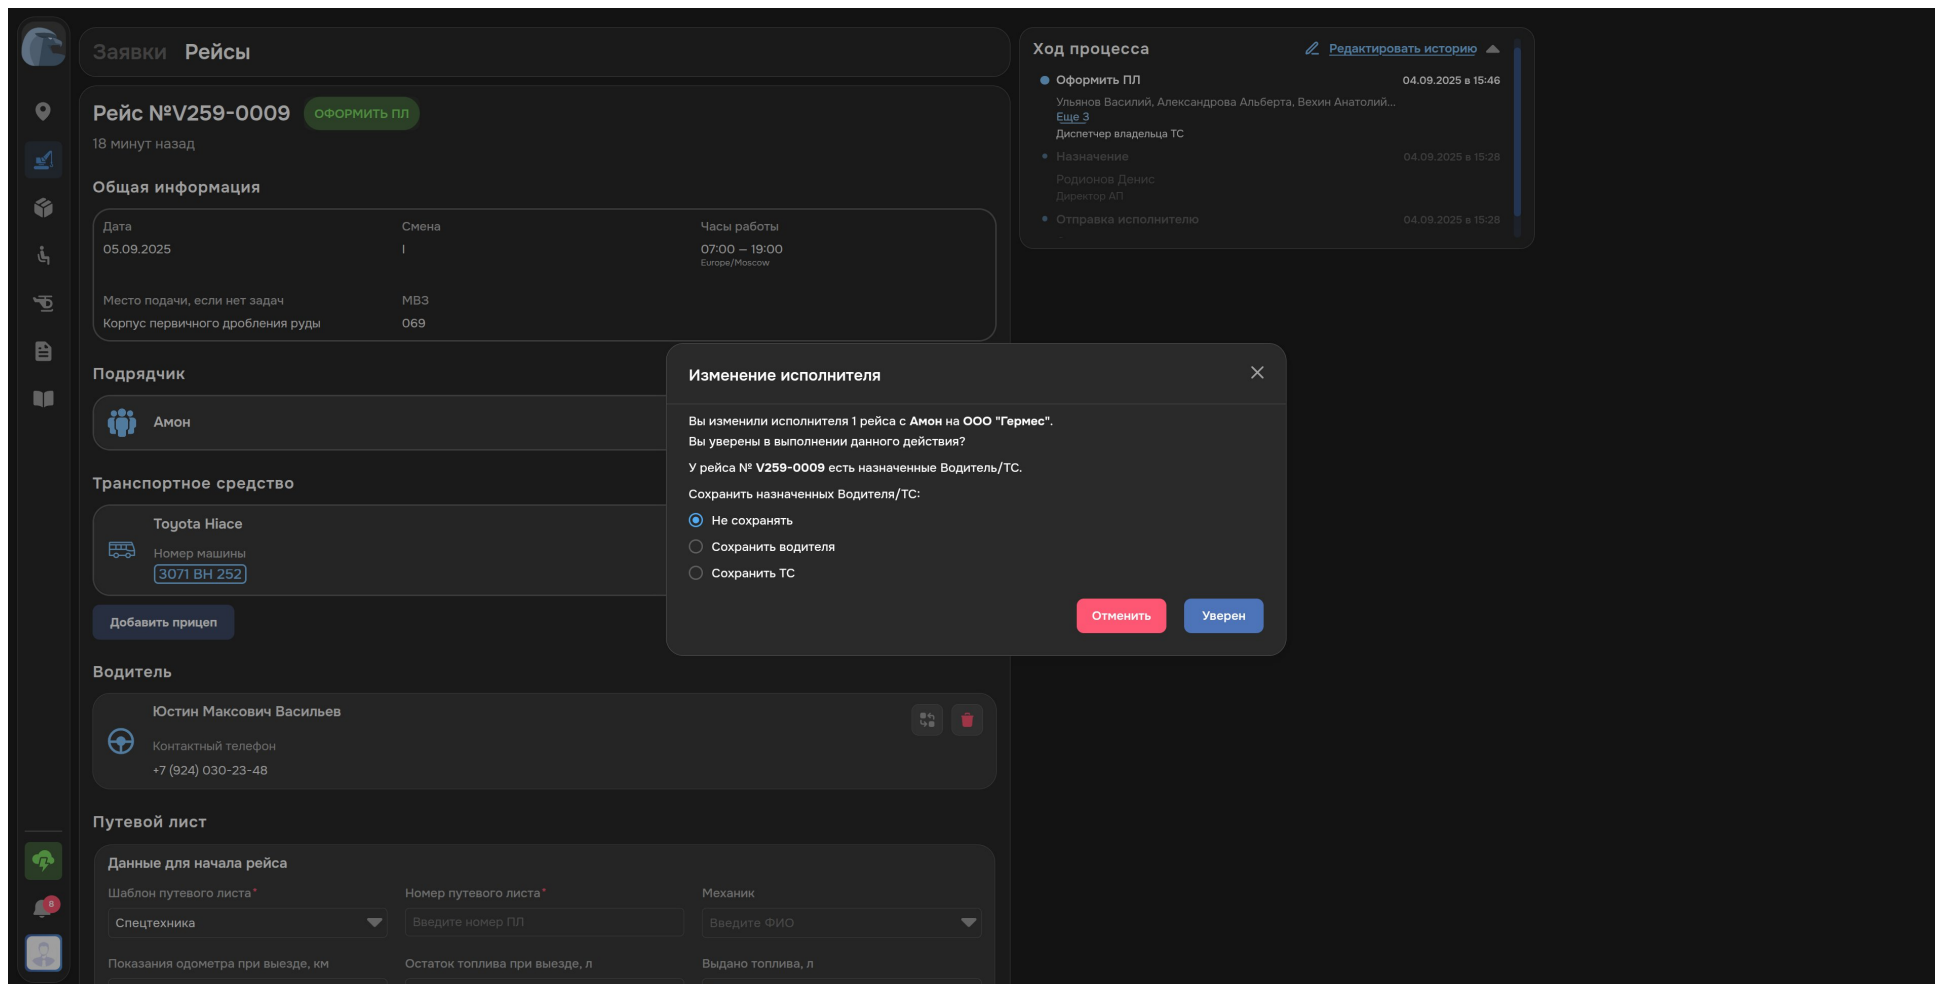 Заявки Рейсы
Рейс №V259-0009 ОФОРМИТЬ ПЛ
18 минут назад
Общая информация
Дата Смена Часы работы
05.09.2025 I 07:00 — 19:00
Europe/Moscow
Место подачи, если нет задач МВЗ
Корпус первичного дробления руды 069
Подрядчик
Амон
Транспортное средство
Toyota Hiace
Номер машины
3071 ВН 252
Добавить прицеп
Водитель
Юстин Максович Васильев
Контактный телефон
+7 (924) 030-23-48
Путевой лист
Данные для начала рейса
Шаблон путевого листа* Номер путевого листа* Механик
Спецтехника Введите номер ПЛ Введите ФИО
Показания одометра при выезде, км Остаток топлива при выезде, л Выдано топлива, л
8
Ход процесса Редактировать историю
Оформить ПЛ 04.09.2025 в 15:46
Ульянов Василий, Александрова Альберта, Вехин Анатолий...
Еще 3
Диспетчер владельца ТС
Назначение 04.09.2025 в 15:28
Родионов Денис
Директор АП
Отправка исполнителю 04.09.2025 в 15:28
Изменение исполнителя
Вы изменили исполнителя 1 рейса с Амон на ООО "Гермес".
Вы уверены в выполнении данного действия?
У рейса № V259-0009 есть назначенные Водитель/ТС.
Сохранить назначенных Водителя/ТС:
Не сохранять
Сохранить водителя
Сохранить ТС
Отменить Уверен